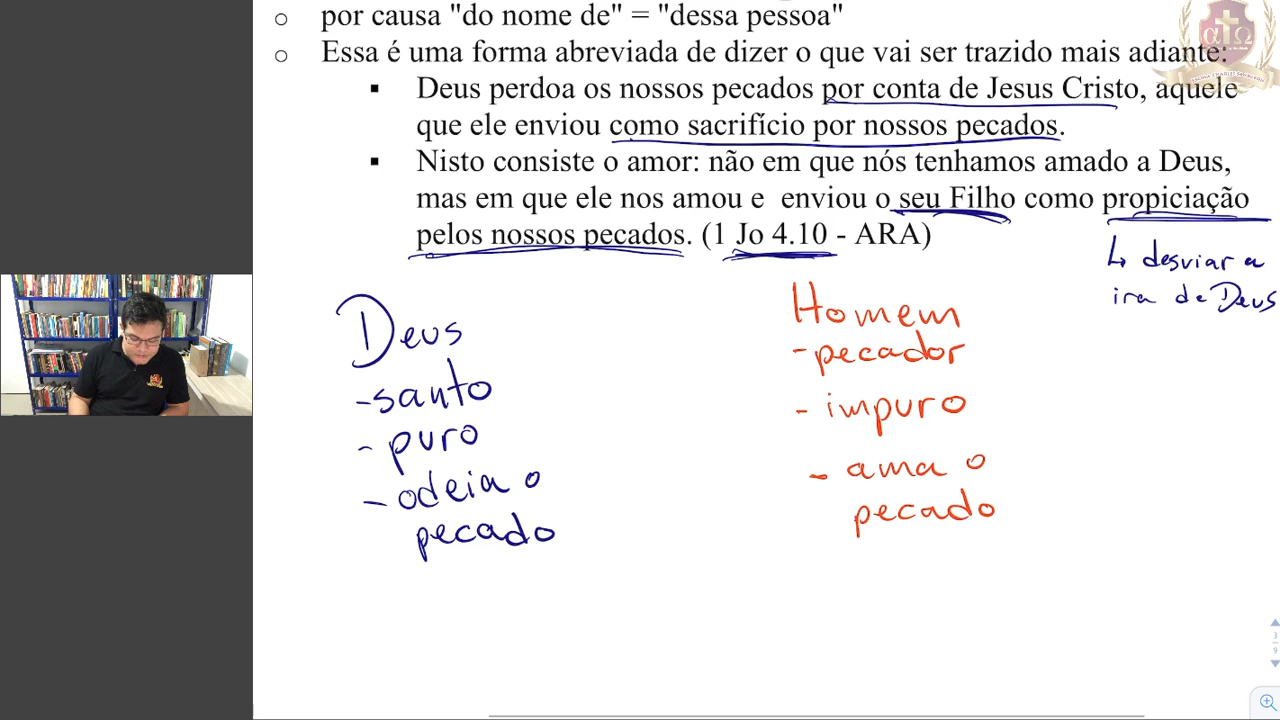 por causa "do nome de" = "dessa pessoa"
Essa é uma forma abreviada de dizer o que vai ser trazido mais adiante:
Deus perdoa os nossos pecados por conta de Jesus Cristo, aquele
que ele enviou como sacrifício por nossos pecados.
Nisto consiste o amor: não em que nós tenhamos amado a Deus,
mas em que ele nos amou e enviou o seu Filho como propiciação
pelos nossos pecados. (1 Jo 4.10 - ARA)
↳ desviar a
ira de Deus
Deus
-santo
- puro
- odeia o
pecado
Homem
-pecador
- impuro
- ama o
pecado
αΩ
3
9